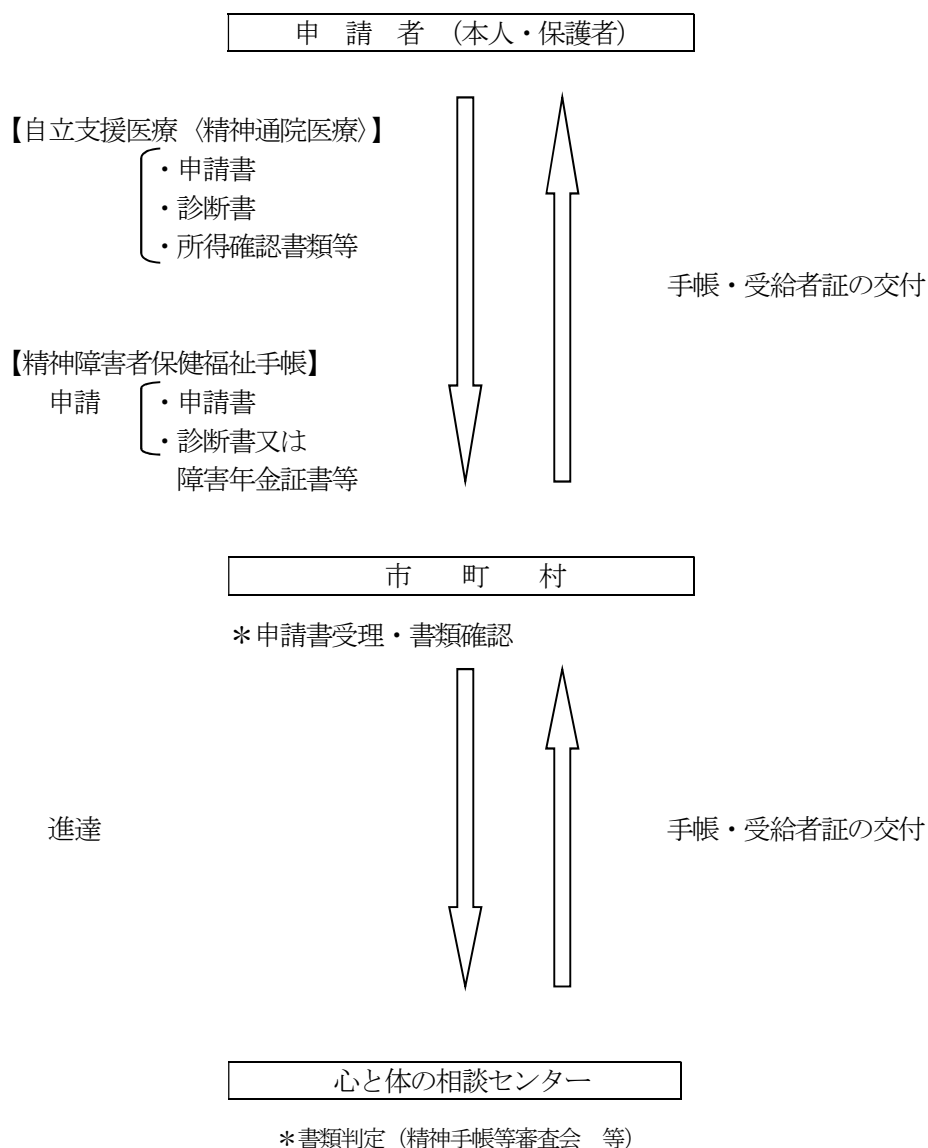 申 請 者 （本人・保護者）
【自立支援医療〈精神通院医療〉】
・申請書
・診断書
・所得確認書類等
手帳・受給者証の交付
【精神障害者保健福祉手帳】
申請 ・申請書
・診断書又は
障害年金証書等
市 町 村
＊申請書受理・書類確認
進達 手帳・受給者証の交付
心と体の相談センター
＊書類判定（精神手帳等審査会 等）